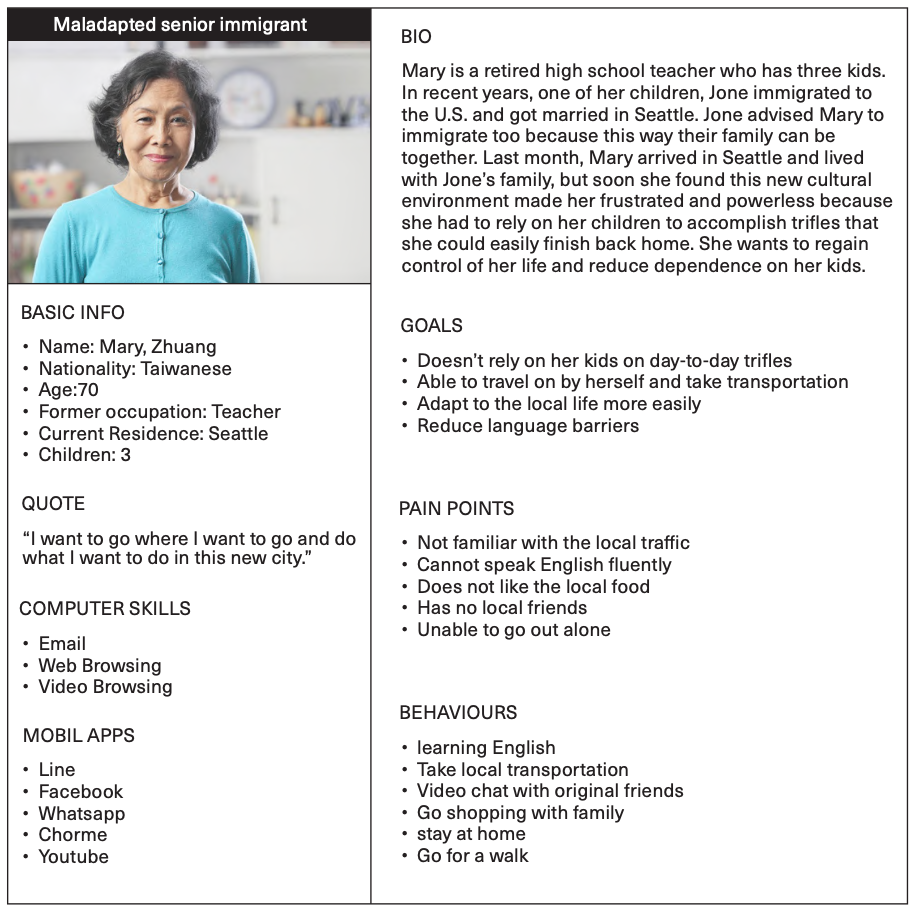 Maladapted senior immigrant
BASIC INFO
• Name: Mary, Zhuang
• Nationality: Taiwanese
• Age:70
• Former occupation: Teacher
• Current Residence: Seattle
• Children: 3
QUOTE
“I want to go where I want to go and do
what I want to do in this new city.”
COMPUTER SKILLS
• Email
• Web Browsing
• Video Browsing
MOBIL APPS
• Line
• Facebook
• Whatsapp
• Chorme
• Youtube
BIO
Mary is a retired high school teacher who has three kids.
In recent years, one of her children, Jone immigrated to
the U.S. and got married in Seattle. Jone advised Mary to
immigrate too because this way their family can be
together. Last month, Mary arrived in Seattle and lived
with Jone’s family, but soon she found this new cultural
environment made her frustrated and powerless because
she had to rely on her children to accomplish trifles that
she could easily finish back home. She wants to regain
control of her life and reduce dependence on her kids.
GOALS
• Doesn’t rely on her kids on day-to-day trifles
• Able to travel on by herself and take transportation
• Adapt to the local life more easily
• Reduce language barriers
PAIN POINTS
• Not familiar with the local traffic
• Cannot speak English fluently
• Does not like the local food
• Has no local friends
• Unable to go out alone
BEHAVIOURS
• learning English
• Take local transportation
• Video chat with original friends
• Go shopping with family
• stay at home
• Go for a walk